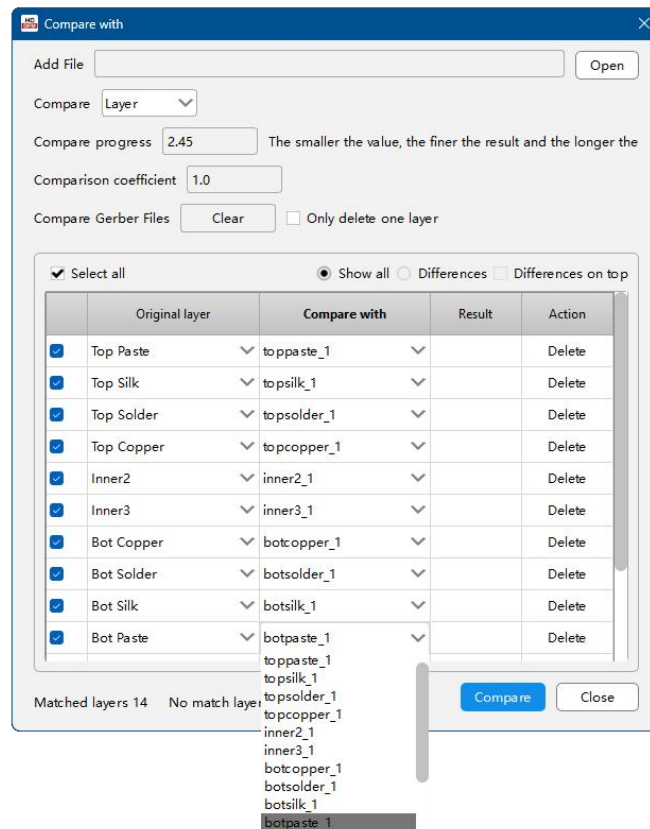 Compare with
Add File Open
Compare Layer
Compare progress 2.45 The smaller the value, the finer the result and the longer the
Comparison coefficient 1.0
Compare Gerber Files Clear Only delete one layer
Select all Show all Differences Differences on top
Original layer Compare with Result Action
Top Paste toppaste_1 Delete
Top Silk topsilk_1 Delete
Top Solder topsolder_1 Delete
Top Copper topcopper_1 Delete
Inner2 inner2_1 Delete
Inner3 inner3_1 Delete
Bot Copper botcopper_1 Delete
Bot Solder botsolder_1 Delete
Bot Silk botsilk_1 Delete
Bot Paste botpaste_1 Delete
toppaste_1
topsilk_1
topsolder_1
topcopper_1
inner2_1
inner3_1
botcopper_1
botsolder_1
botsilk_1
botpaste_1
Matched layers 14 No match layer Compare Close